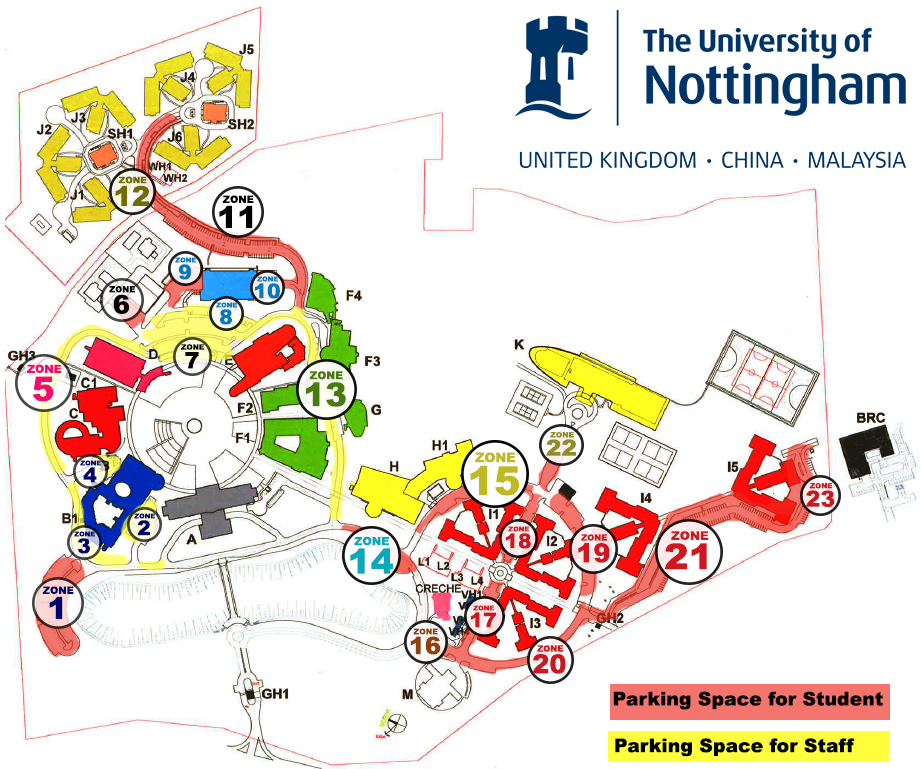 The University of
Nottingham
UNITED KINGDOM · CHINA · MALAYSIA
J5
J4
J3
J2
SH1
SH2
J6
WH1
WH2
J1
ZONE
12
ZONE
11
ZONE
9
ZONE
10
ZONE
6
ZONE
8
F4
GH3
D
ZONE
7
E
F3
K
ZONE
5
C1
C
ZONE
13
F2
G
F1
BRC
ZONE
4
H
H1
ZONE
15
ZONE
22
I5
ZONE
23
B1
ZONE
2
ZONE
3
A
I1
I4
ZONE
14
ZONE
18
I2
ZONE
19
ZONE
21
L1
L2
L3
L4
CRECHE
VH1
ZONE
1
ZONE
17
I3
GH2
ZONE
16
ZONE
20
M
GH1
NORTH
Parking Space for Student
Parking Space for Staff